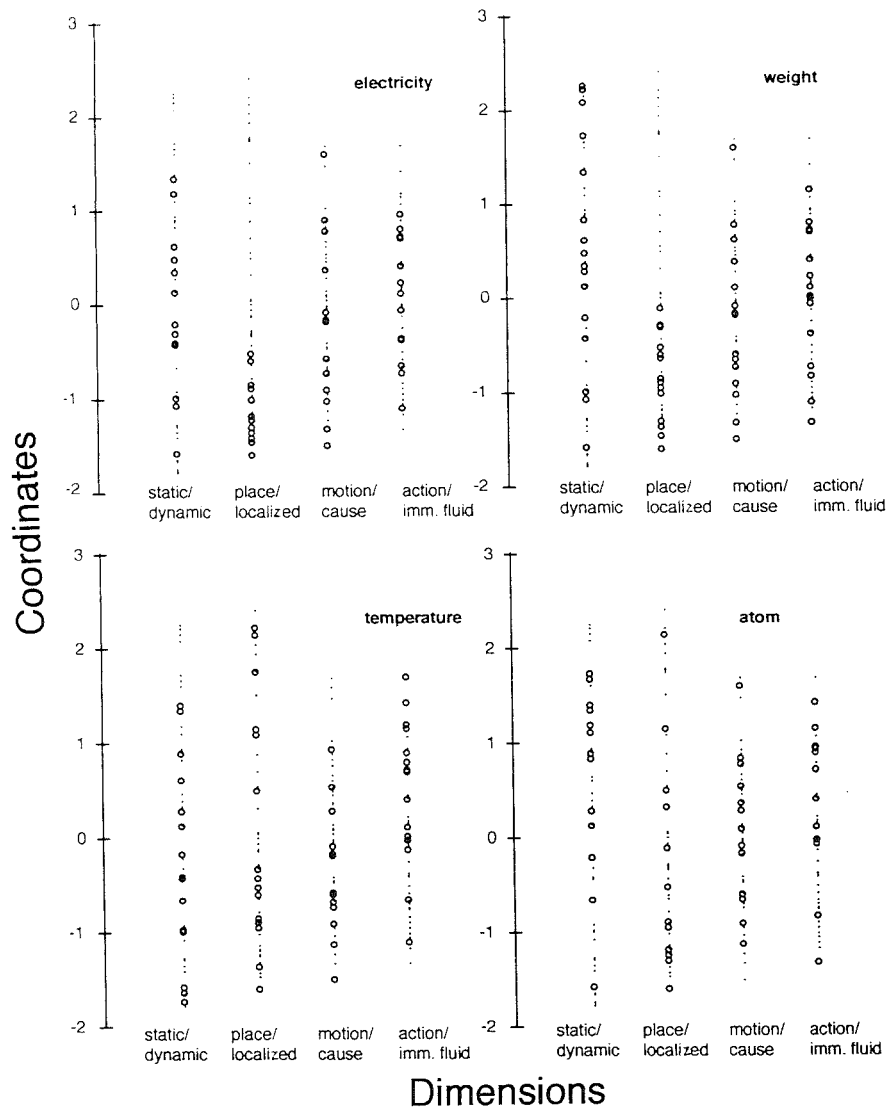 electricity
3
2
1
0
-1
-2
static/ place/ motion/ action/
dynamic localized cause imm. fluid
weight
3
2
1
0
-1
-2
static/ place/ motion/ action/
dynamic localized cause imm. fluid
Coordinates
temperature
3
2
1
0
-1
-2
static/ place/ motion/ action/
dynamic localized cause imm. fluid
atom
3
2
1
0
-1
-2
static/ place/ motion/ action/
dynamic localized cause imm. fluid
Dimensions